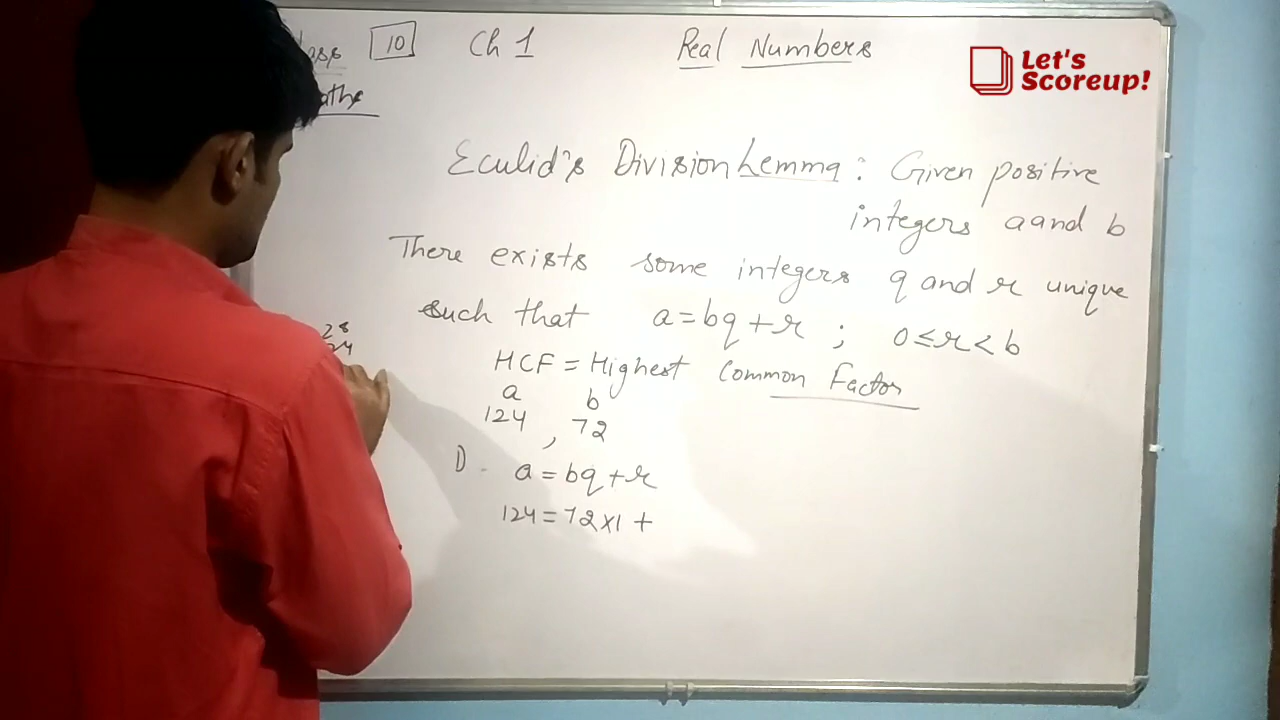 10 Ch 1 Real Numbers
Let's
Scoreup!
Eculid's Division Lemma : Given positive
integers a and b
There exists some integers q and r unique
such that a = bq + r ; 0 ≤ r < b
HCF = Highest Common Factor
a b
124 , 72
a = bq + r
124 = 72 x 1 +